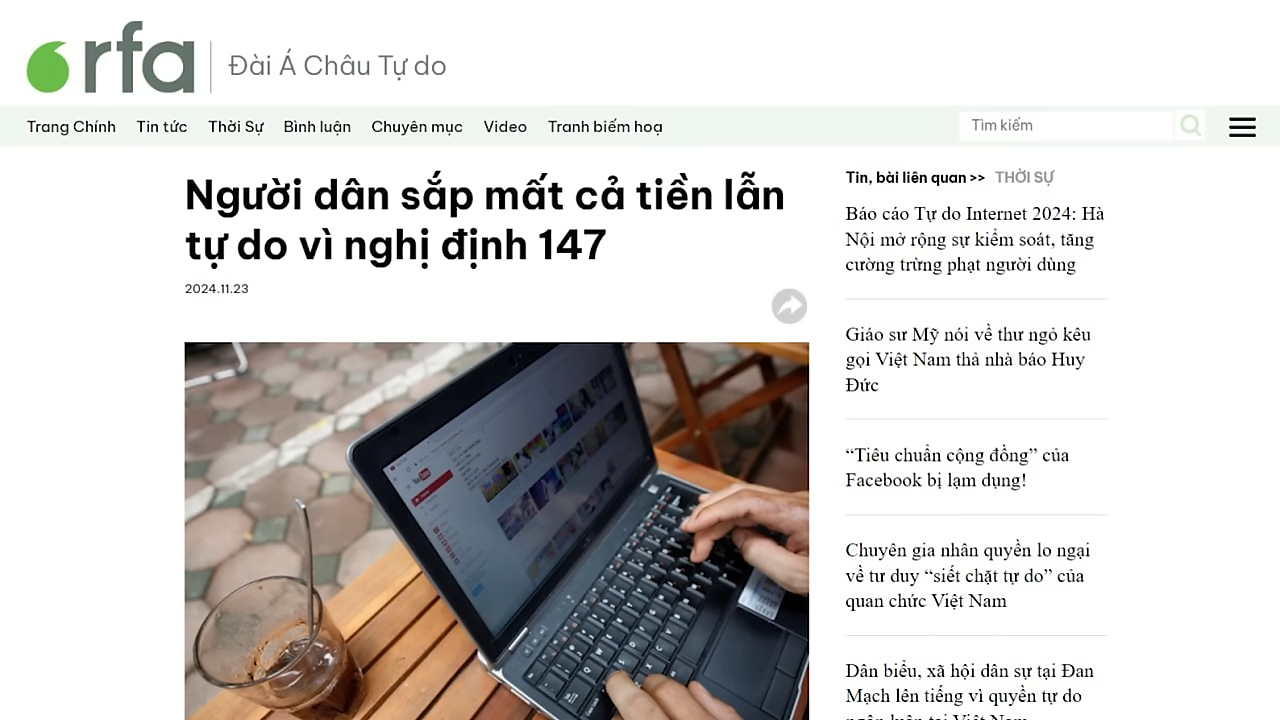 rfa
Đài Á Châu Tự do
Trang Chính Tin tức Thời Sự Bình luận Chuyên mục Video Tranh biếm hoạ
Tìm kiếm
Người dân sắp mất cả tiền lẫn
tự do vì nghị định 147
2024.11.23
Tin, bài liên quan >> THỜI SỰ
Báo cáo Tự do Internet 2024: Hà
Nội mở rộng sự kiểm soát, tăng
cường trừng phạt người dùng
Giáo sư Mỹ nói về thư ngỏ kêu
gọi Việt Nam thả nhà báo Huy
Đức
“Tiêu chuẩn cộng đồng” của
Facebook bị lạm dụng!
Chuyên gia nhân quyền lo ngại
về tư duy “siết chặt tự do” của
quan chức Việt Nam
Dân biểu, xã hội dân sự tại Đan
Mạch lên tiếng vì quyền tự do
ngôn luận tại Việt Nam